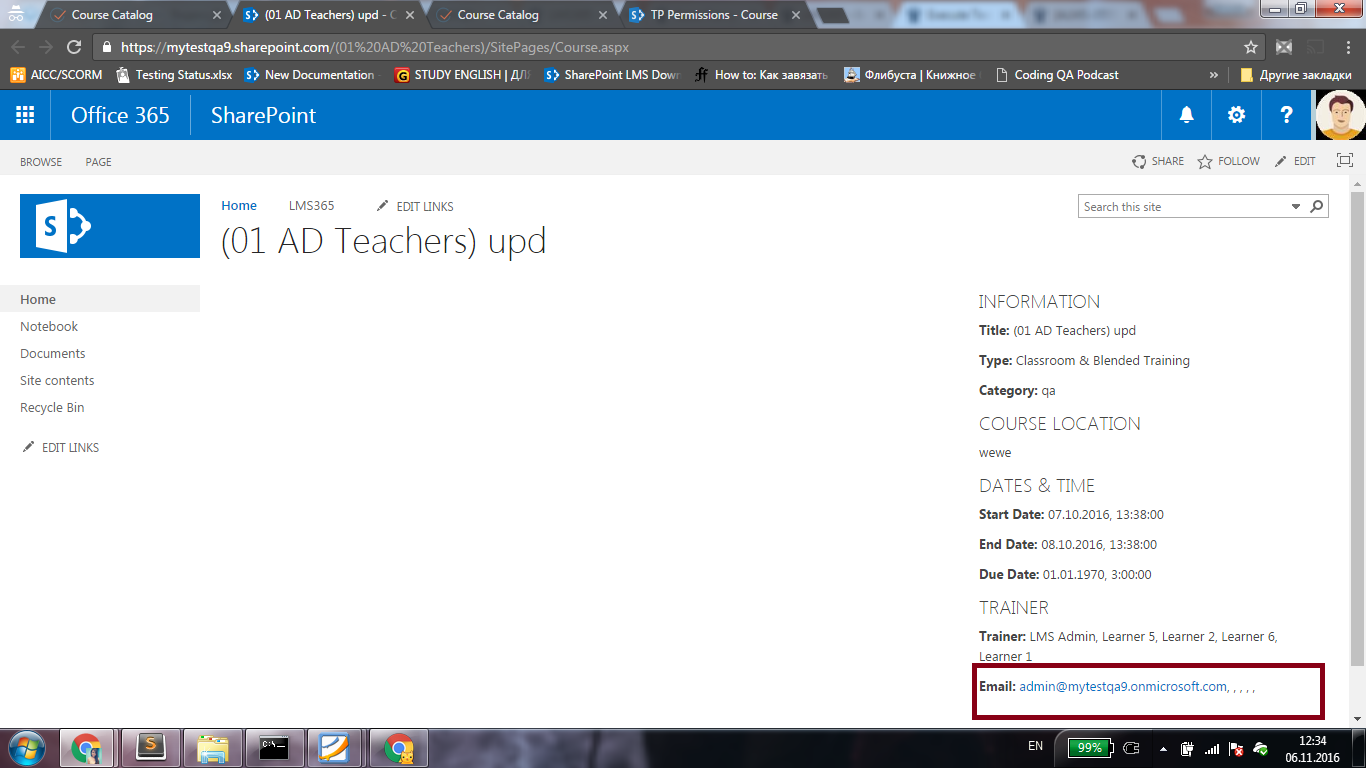 Course Catalog
(01 AD Teachers) upd - C
Course Catalog
TP Permissions - Course
https://mytestqa9.sharepoint.com/(01%20AD%20Teachers)/SitePages/Course.aspx
AICC/SCORM
Testing Status.xlsx
New Documentation
G
STUDY ENGLISH | ДЛЯ
SharePoint LMS Down
ff
How to: Как завязать
Флибуста | Книжное
Coding QA Podcast
»
Другие закладки
Office 365
SharePoint
?
BROWSE
PAGE
SHARE
FOLLOW
EDIT
S
Home
LMS365
EDIT LINKS
Search this site
(01 AD Teachers) upd
Home
Notebook
Documents
Site contents
Recycle Bin
EDIT LINKS
INFORMATION
Title: (01 AD Teachers) upd
Type: Classroom & Blended Training
Category: qa
COURSE LOCATION
wewe
DATES & TIME
Start Date: 07.10.2016, 13:38:00
End Date: 08.10.2016, 13:38:00
Due Date: 01.01.1970, 3:00:00
TRAINER
Trainer: LMS Admin, Learner 5, Learner 2, Learner 6,
Learner 1
Email: admin@mytestqa9.onmicrosoft.com, , , , ,
S
C:\.
EN
99%
12:34
06.11.2016